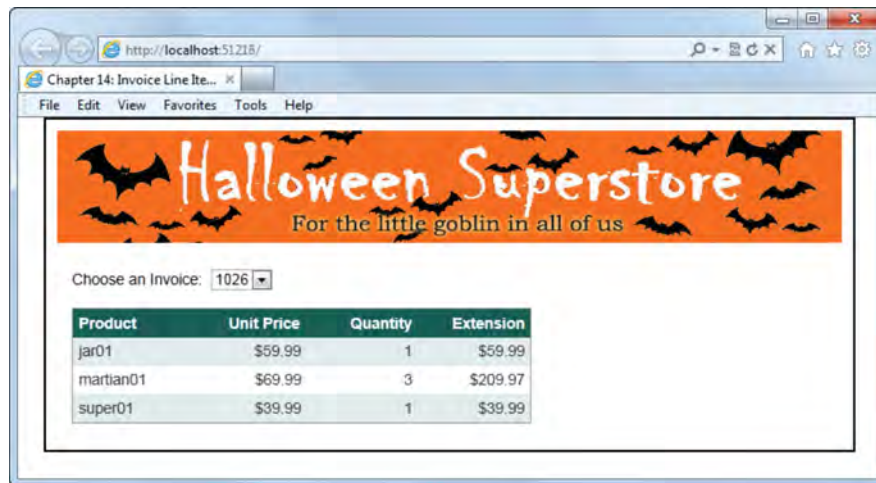 http://localhost:51218/
Chapter 14: Invoice Line Ite...
File Edit View Favorites Tools Help
Halloween Superstore
For the little goblin in all of us
Choose an Invoice: 1026
Product Unit Price Quantity Extension
jar01 $59.99 1 $59.99
martian01 $69.99 3 $209.97
super01 $39.99 1 $39.99